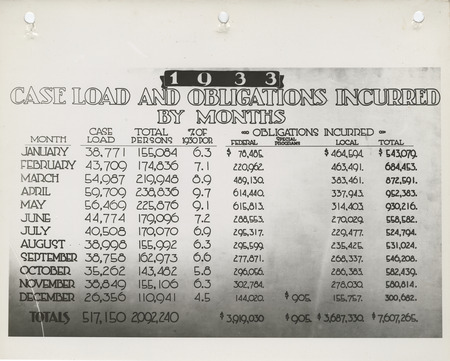 1933
CASE LOAD AND OBLIGATIONS INCURRED
BY MONTHS
MONTH CASE LOAD TOTAL PERSONS % OF 1930 POP. OBLIGATIONS INCURRED
FEDERAL SPECIAL PROGRAMS LOCAL TOTAL
JANUARY 38,771 155,084 6.3 $ 78,485. $ 464,594. $ 543,079.
FEBRUARY 43,709 174,836 7.1 220,962. 463,491. 684,453.
MARCH 54,987 219,948 8.9 489,130. 383,461. 872,591.
APRIL 59,709 238,836 9.7 614,440. 337,943. 952,383.
MAY 56,469 225,876 9.1 615,813. 314,403. 930,216.
JUNE 44,774 179,096 7.2 288,553. 270,029. 558,582.
JULY 40,508 170,070 6.9 295,317. 229,477. 524,794.
AUGUST 38,998 155,992 6.3 295,599. 235,425. 531,024.
SEPTEMBER 38,758 162,973 6.6 277,871. 268,337. 546,208.
OCTOBER 35,262 143,482 5.8 296,056. 286,383. 582,439.
NOVEMBER 38,849 155,106 6.3 302,784. 278,030. 580,814.
DECEMBER 26,356 110,941 4.5 144,020. $ 905. 155,757. 300,682.
TOTALS 517,150 2092,240 $ 3,919,030 $ 905. $ 3,687,330. $ 7,607,265.